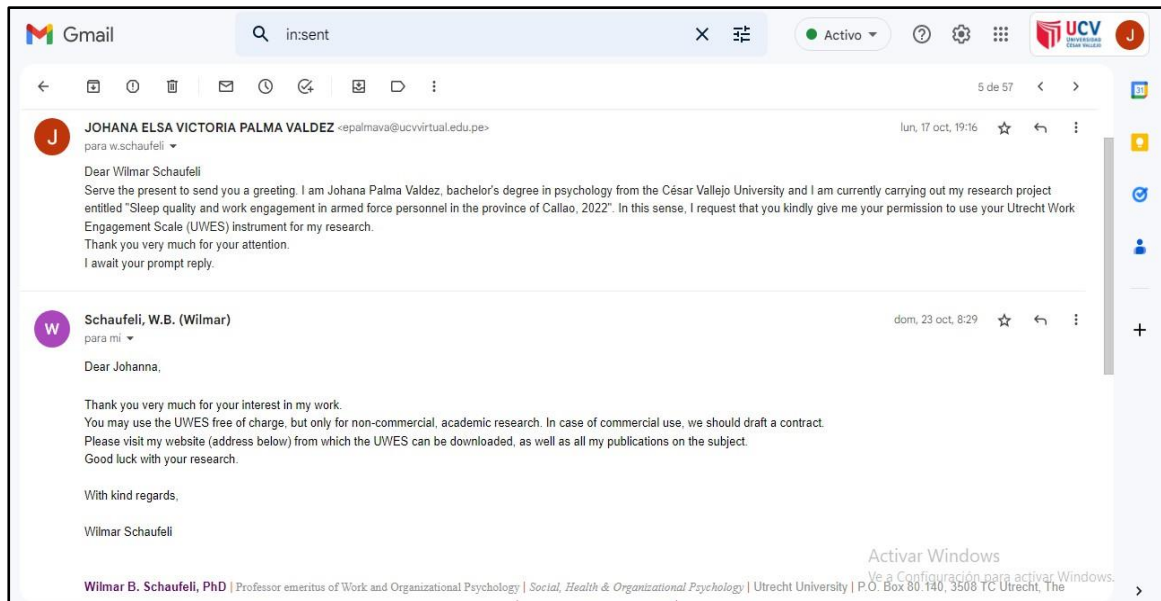 Gmail
in:sent
Activo
UCV
UNIVERSIDAD
CÉSAR VALLEJO
J
5 de 57
31
J
JOHANA ELSA VICTORIA PALMA VALDEZ <epalmava@ucvvirtual.edu.pe>
lun, 17 oct, 19:16
para w.schaufeli
Dear Wilmar Schaufeli
Serve the present to send you a greeting. I am Johana Palma Valdez, bachelor's degree in psychology from the César Vallejo University and I am currently carrying out my research project
entitled "Sleep quality and work engagement in armed force personnel in the province of Callao, 2022". In this sense, I request that you kindly give me your permission to use your Utrecht Work
Engagement Scale (UWES) instrument for my research.
Thank you very much for your attention.
I await your prompt reply.
W
Schaufeli, W.B. (Wilmar)
dom, 23 oct, 8:29
para mí
Dear Johanna,
Thank you very much for your interest in my work.
You may use the UWES free of charge, but only for non-commercial, academic research. In case of commercial use, we should draft a contract.
Please visit my website (address below) from which the UWES can be downloaded, as well as all my publications on the subject.
Good luck with your research.
With kind regards,
Wilmar Schaufeli
Activar Windows
Ve a Configuración para activar Windows.
Wilmar B. Schaufeli, PhD | Professor emeritus of Work and Organizational Psychology | Social, Health & Organizational Psychology | Utrecht University | P.O. Box 80.140, 3508 TC Utrecht, The